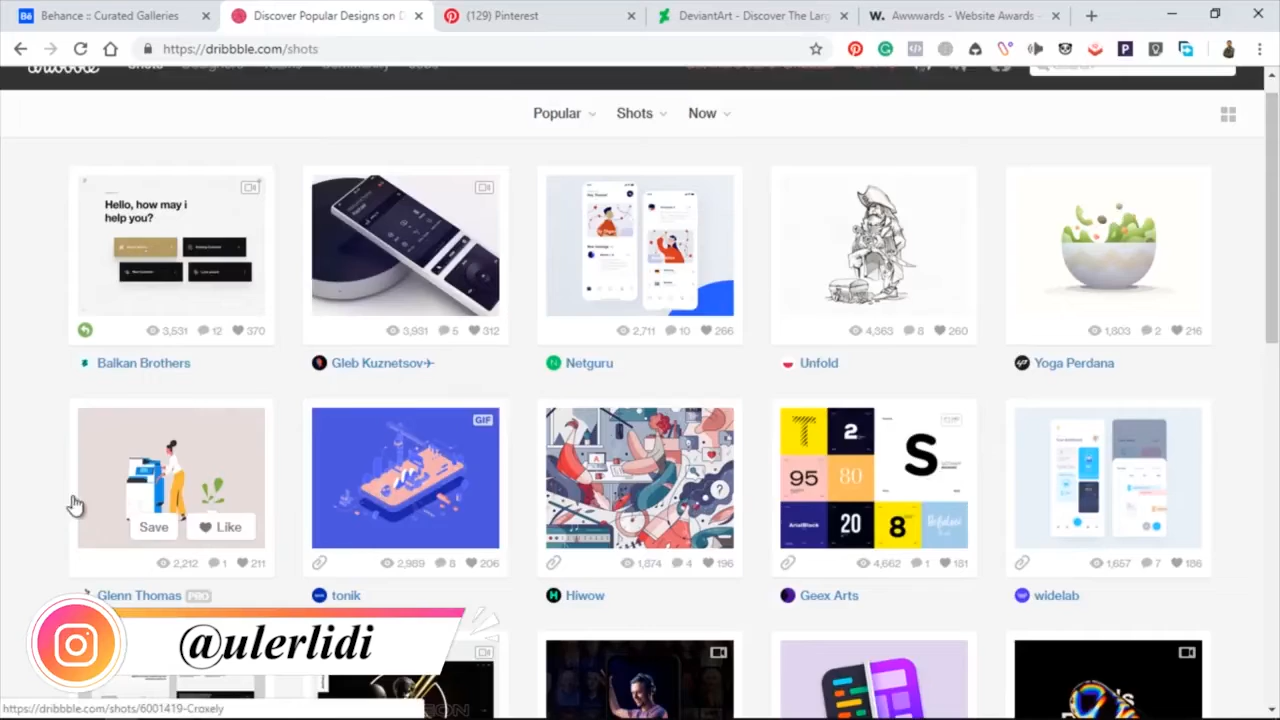 Behance :: Curated Galleries
Discover Popular Designs on D
(129) Pinterest
DeviantArt - Discover The Larg
Awwwards - Website Awards -
https://dribbble.com/shots
Popular
Shots
Now
Hello, how may i
help you?
3,531 12 370
3,931 5 312
2,711 10 266
4,363 8 260
1,803 2 216
Balkan Brothers
Gleb Kuznetsov✈
Netguru
Unfold
Yoga Perdana
Save
Like
GIF
A
?
T 2 S
95 80
ArialBlack 20 8
2,212 1 211
2,989 8 206
1,874 4 196
4,662 1 181
1,657 7 186
Glenn Thomas PRO
tonik
Hiwow
Geex Arts
widelab
@ulerlidi
https://dribbble.com/shots/6001419-Croxely